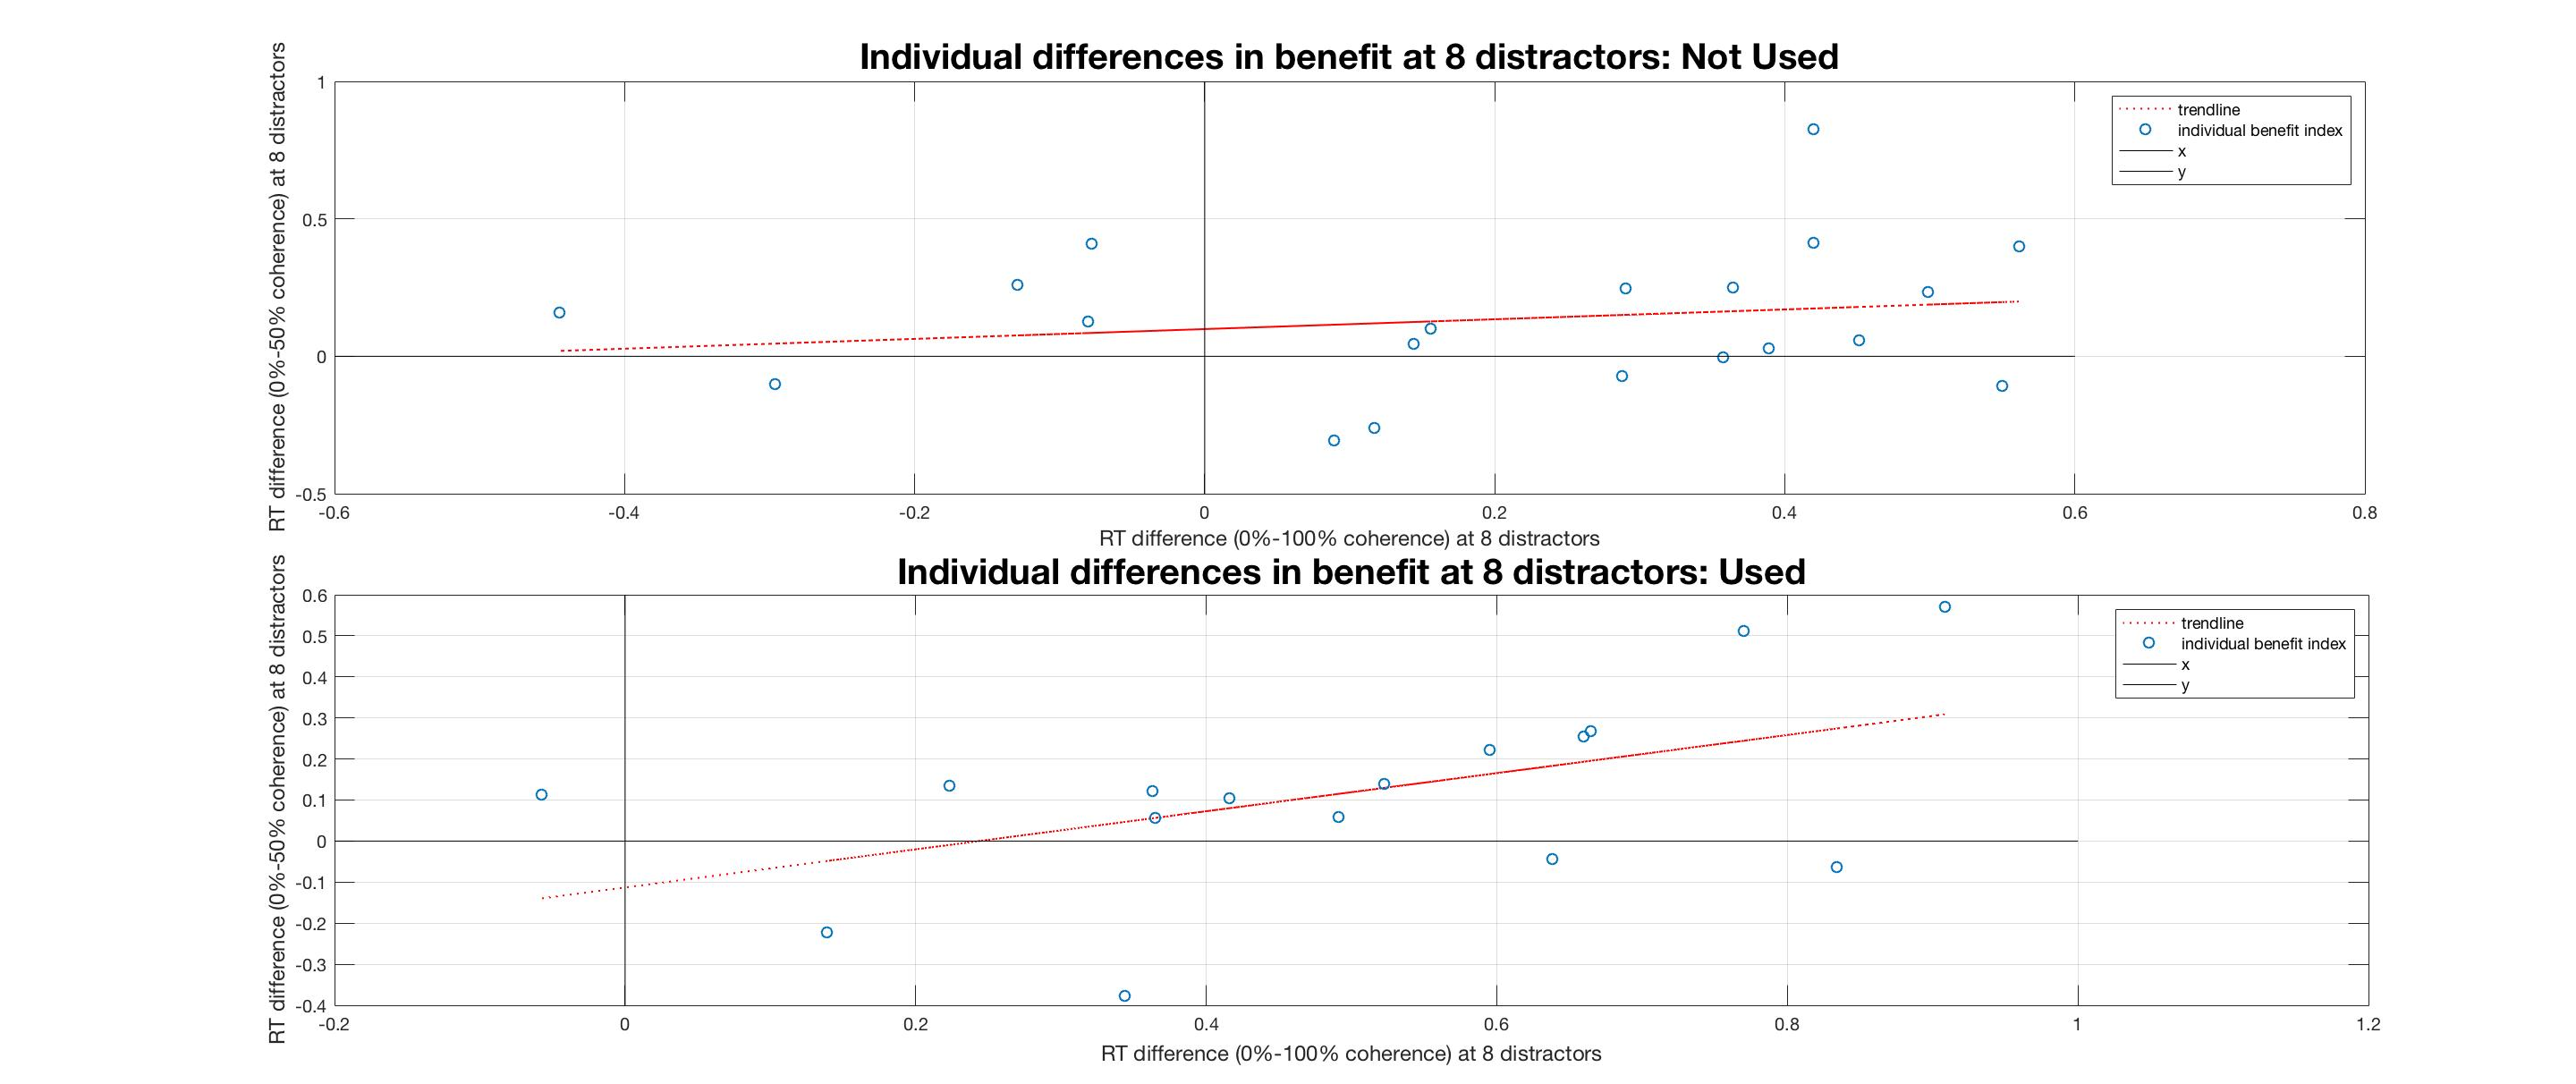 Individual differences in benefit at 8 distractors: Not Used
RT difference (0%-50% coherence) at 8 distractors
1
0.5
0
-0.5
trendline
individual benefit index
x
y
-0.6 -0.4 -0.2 0 0.2 0.4 0.6 0.8
RT difference (0%-100% coherence) at 8 distractors
Individual differences in benefit at 8 distractors: Used
RT difference (0%-50% coherence) at 8 distractors
0.6
0.5
0.4
0.3
0.2
0.1
0
-0.1
-0.2
-0.3
-0.4
trendline
individual benefit index
x
y
-0.2 0 0.2 0.4 0.6 0.8 1 1.2
RT difference (0%-100% coherence) at 8 distractors